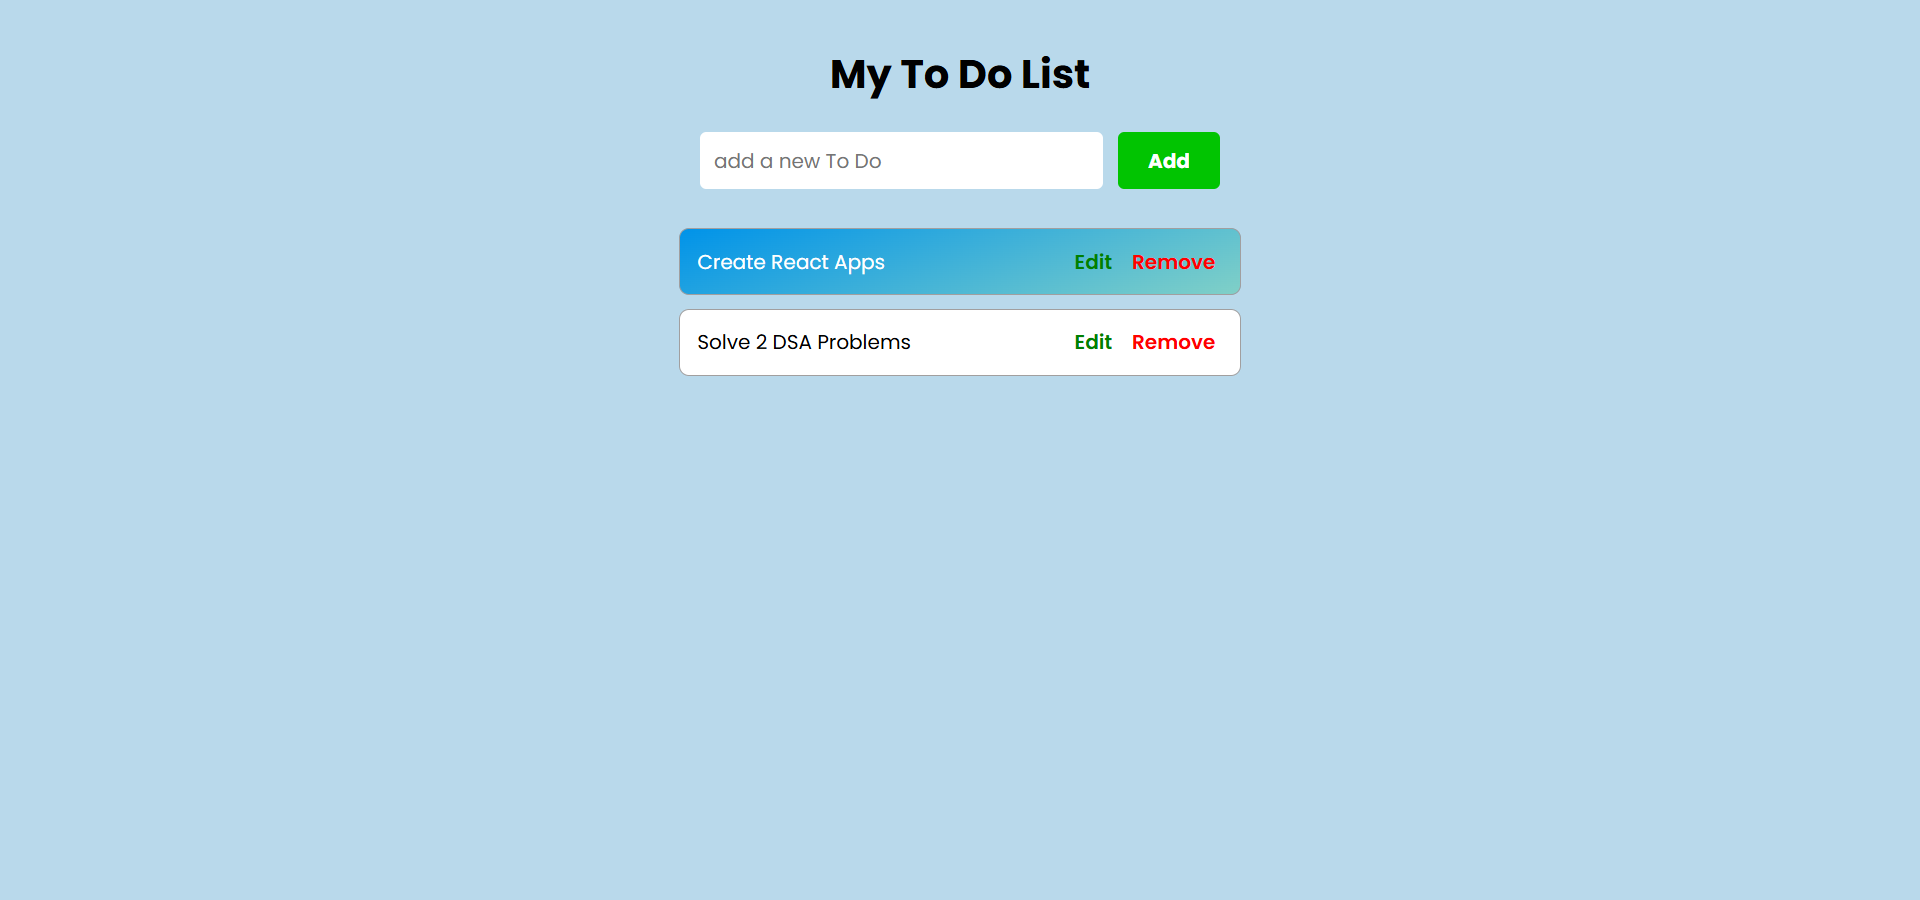 My To Do List
add a new To Do Add
Create React Apps Edit Remove
Solve 2 DSA Problems Edit Remove